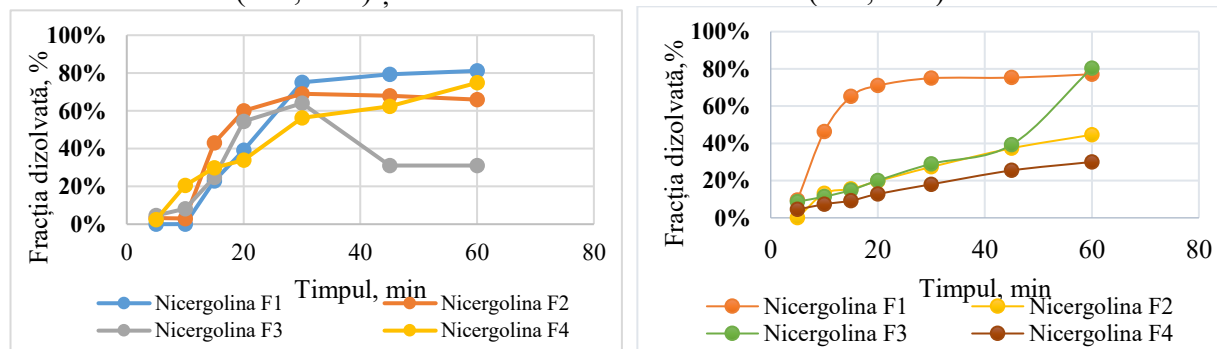 100%
80%
60%
40%
20%
0%
0
20
40
60
80
Fracția dizolvată, %
Timpul, min
Nicergolina F1
Nicergolina F2
Nicergolina F3
Nicergolina F4
100%
80%
60%
40%
20%
0%
0
20
40
60
80
Fracția dizolvată,%
Timpul, min
Nicergolina F1
Nicergolina F2
Nicergolina F3
Nicergolina F4